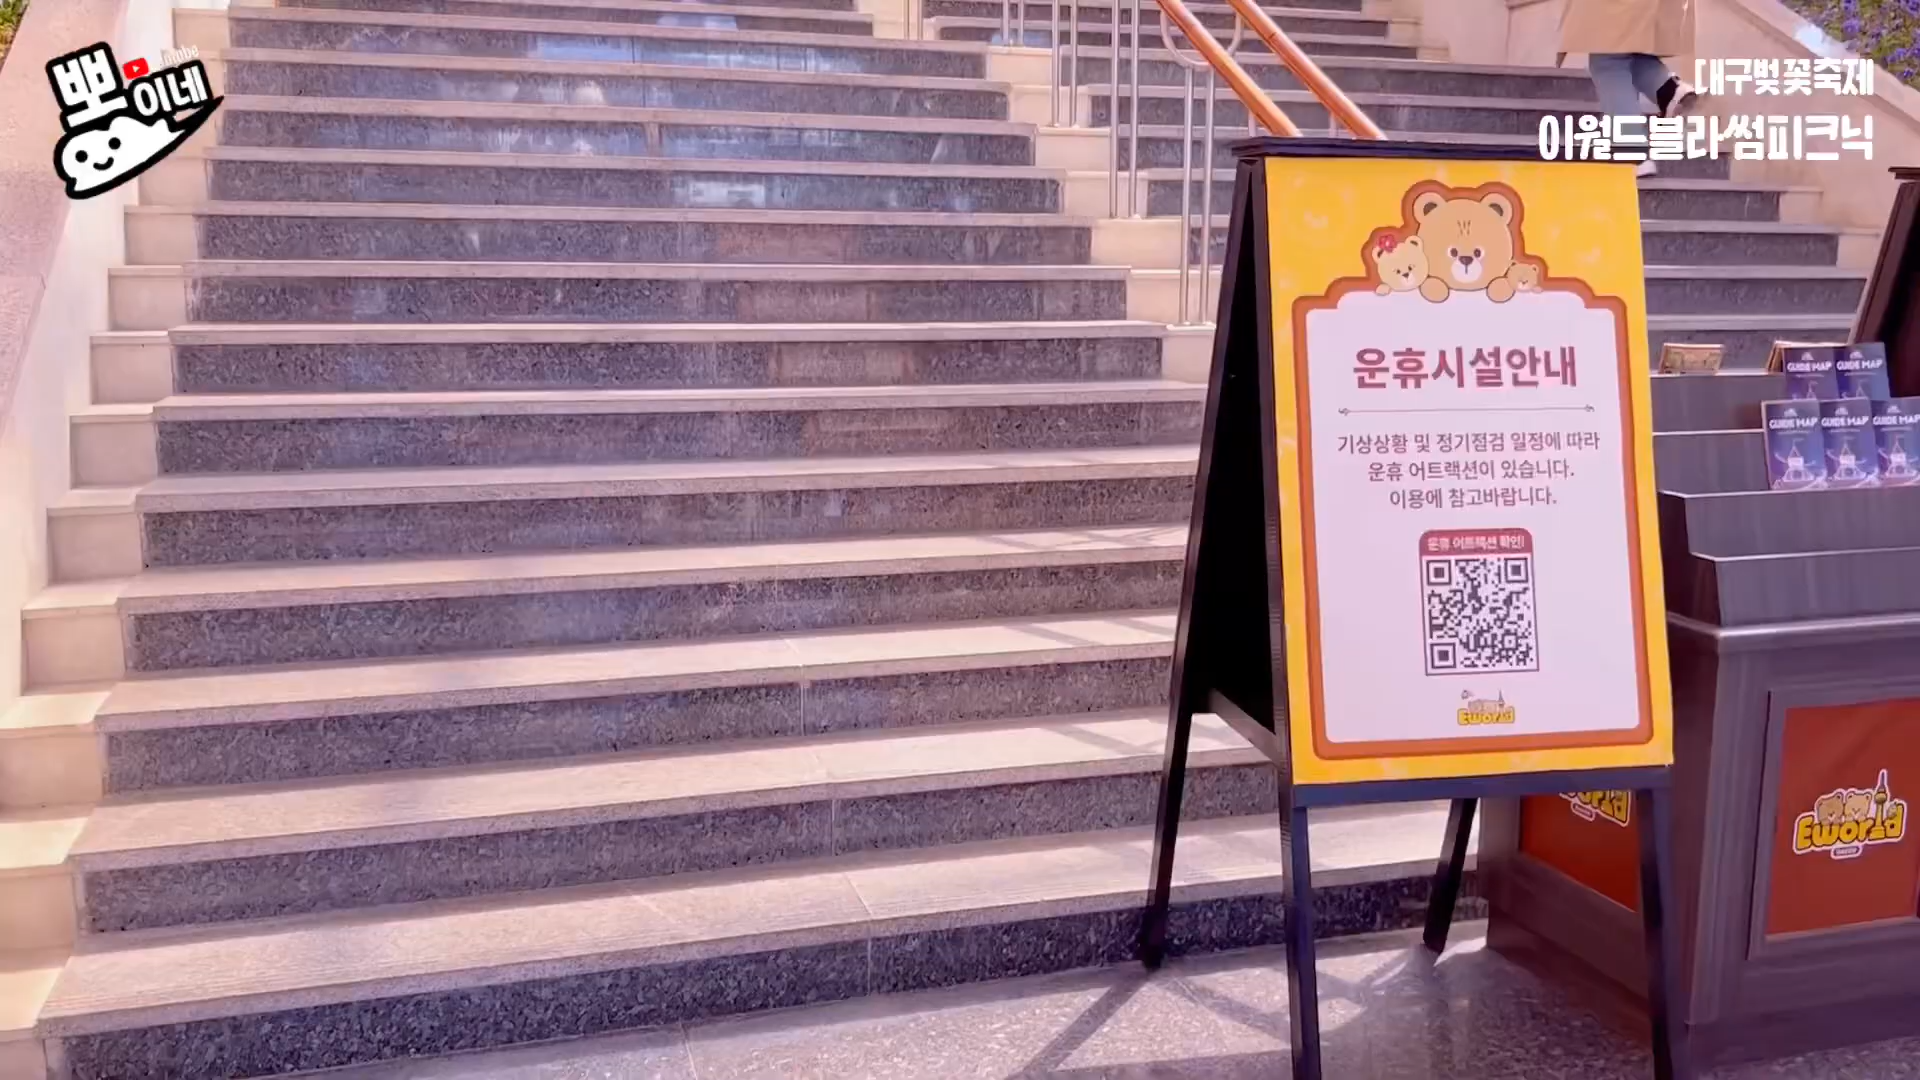 뽀이네
대구벚꽃축제
이월드블라썸피크닉
운휴시설안내
기상상황 및 정기점검 일정에 따라
운휴 어트랙션이 있습니다.
이용에 참고바랍니다.
운휴 어트랙션 확인!
Eworld
GUIDE MAP
GUIDE MAP
GUIDE MAP
GUIDE MAP
GUIDE MAP
Eworld